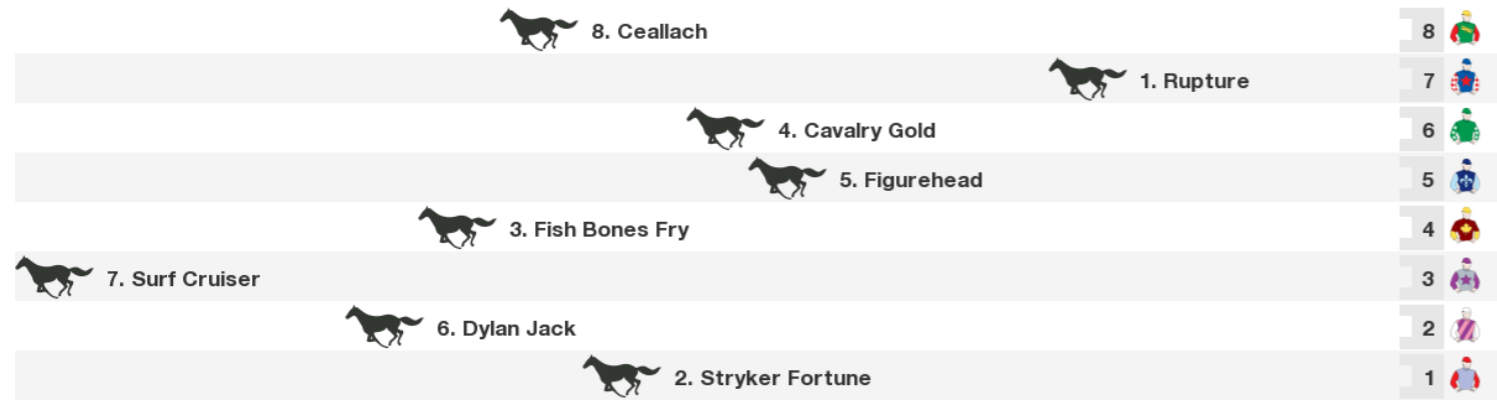 8. Ceallach 8
1. Rupture 7
4. Cavalry Gold 6
5. Figurehead 5
3. Fish Bones Fry 4
7. Surf Cruiser 3
6. Dylan Jack 2
2. Stryker Fortune 1